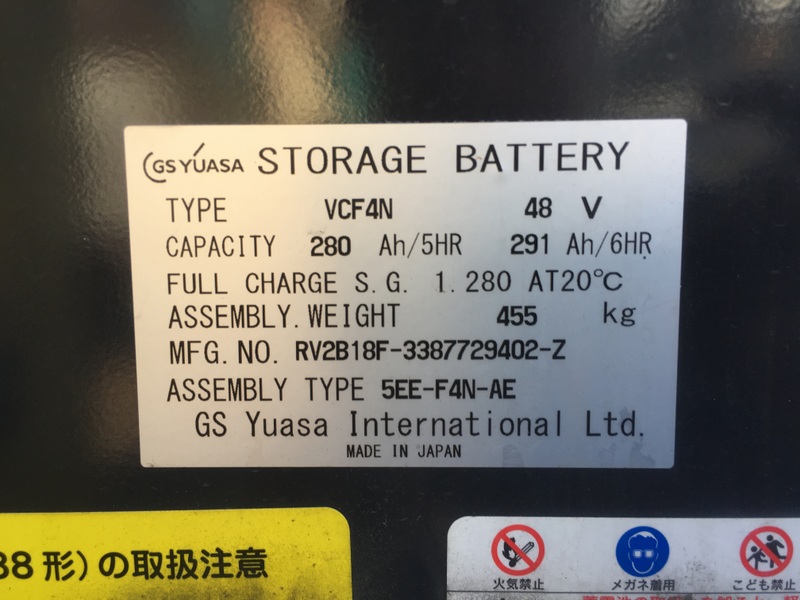 GS YUASA STORAGE BATTERY
TYPE VCF4N 48 V
CAPACITY 280 Ah/5HR 291 Ah/6HR
FULL CHARGE S.G. 1.280 AT20℃
ASSEMBLY.WEIGHT 455 kg
MFG.NO. RV2B18F-3387729402-Z
ASSEMBLY TYPE 5EE-F4N-AE
GS Yuasa International Ltd.
MADE IN JAPAN
形)の取扱注意
火気禁止 メガネ着用 こども禁止